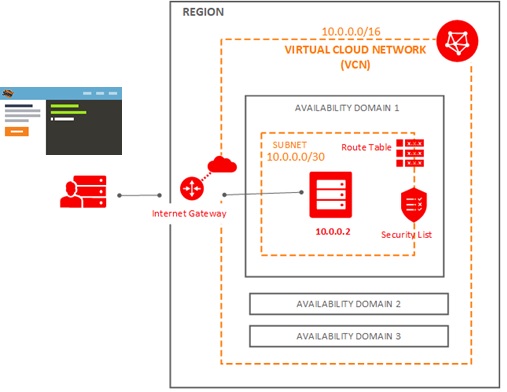 REGION
10.0.0.0/16
VIRTUAL CLOUD NETWORK
(VCN)
AVAILABILITY DOMAIN 1
SUBNET
10.0.0.0/30
Route Table
Internet Gateway
10.0.0.2
Security List
AVAILABILITY DOMAIN 2
AVAILABILITY DOMAIN 3